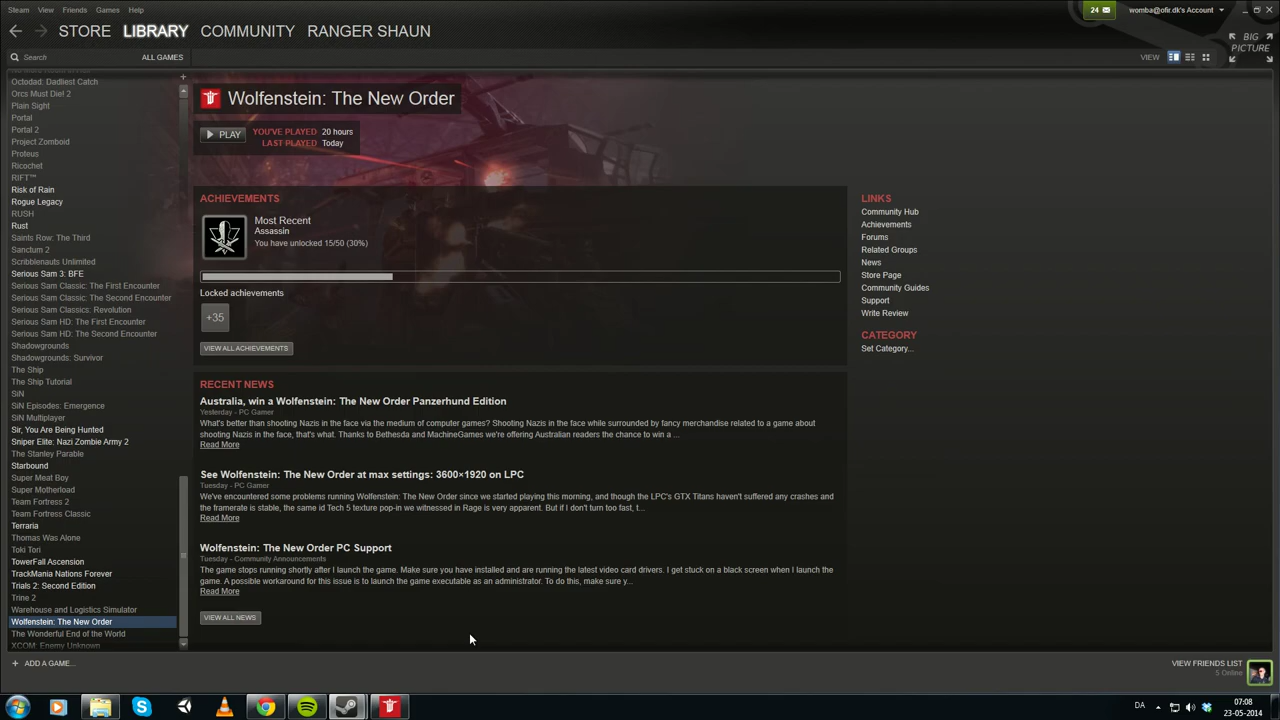 Steam View Friends Games Help
24 womba@ofir.dk's Account
STORE LIBRARY COMMUNITY RANGER SHAUN
BIG PICTURE
Search ALL GAMES
VIEW
Octodad: Dadliest Catch
Orcs Must Die! 2
Plain Sight
Portal
Portal 2
Project Zomboid
Proteus
Ricochet
RIFT™
Risk of Rain
Rogue Legacy
RUSH
Rust
Saints Row: The Third
Sanctum 2
Scribblenauts Unlimited
Serious Sam 3: BFE
Serious Sam Classic: The First Encounter
Serious Sam Classic: The Second Encounter
Serious Sam Classics: Revolution
Serious Sam HD: The First Encounter
Serious Sam HD: The Second Encounter
Shadowgrounds
Shadowgrounds: Survivor
The Ship
The Ship Tutorial
SiN
SiN Episodes: Emergence
SiN Multiplayer
Sir, You Are Being Hunted
Sniper Elite: Nazi Zombie Army 2
The Stanley Parable
Starbound
Super Meat Boy
Super Motherload
Team Fortress 2
Team Fortress Classic
Terraria
Thomas Was Alone
Toki Tori
TowerFall Ascension
TrackMania Nations Forever
Trials 2: Second Edition
Trine 2
Warehouse and Logistics Simulator
Wolfenstein: The New Order
The Wonderful End of the World
XCOM: Enemy Unknown
+ ADD A GAME...
Wolfenstein: The New Order
PLAY
YOU'VE PLAYED 20 hours
LAST PLAYED Today
ACHIEVEMENTS
Most Recent
Assassin
You have unlocked 15/50 (30%)
Locked achievements
+35
VIEW ALL ACHIEVEMENTS
RECENT NEWS
Australia, win a Wolfenstein: The New Order Panzerhund Edition
Yesterday - PC Gamer
What's better than shooting Nazis in the face via the medium of computer games? Shooting Nazis in the face while surrounded by fancy merchandise related to a game about
shooting Nazis in the face, that's what. Thanks to Bethesda and MachineGames we're offering Australian readers the chance to win a ...
Read More
See Wolfenstein: The New Order at max settings: 3600×1920 on LPC
Tuesday - PC Gamer
We've encountered some problems running Wolfenstein: The New Order since we started playing this morning, and though the LPC's GTX Titans haven't suffered any crashes and
the framerate is stable, the same id Tech 5 texture pop-in we witnessed in Rage is very apparent. But if I don't turn too fast, t...
Read More
Wolfenstein: The New Order PC Support
Tuesday - Community Announcements
The game stops running shortly after I launch the game. Make sure you have installed and are running the latest video card drivers. I get stuck on a black screen when I launch the
game. A possible workaround for this issue is to launch the game executable as an administrator. To do this, make sure y...
Read More
VIEW ALL NEWS
LINKS
Community Hub
Achievements
Forums
Related Groups
News
Store Page
Community Guides
Support
Write Review
CATEGORY
Set Category...
VIEW FRIENDS LIST
5 Online
DA
07:08
23-05-2014